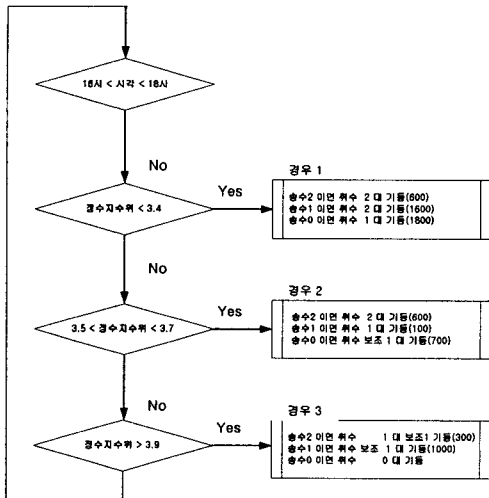 16시 < 시각 < 18시
No
경우 1
정수지수위 < 3.4
Yes
송수2 이면 취수 2 대 기동(600)
송수1 이면 취수 2 대 기동(1600)
송수0 이면 취수 1 대 기동(1800)
No
경우 2
3.5 < 정수지수위 < 3.7
Yes
송수2 이면 취수 2 대 기동(600)
송수1 이면 취수 1 대 기동(100)
송수0 이면 취수 보조 1 대 기동(700)
No
경우 3
정수지수위 > 3.9
Yes
송수2 이면 취수 1 대 보조1 기동(300)
송수1 이면 취수 보조 1 대 기동(1000)
송수0 이면 취수 0 대 기동